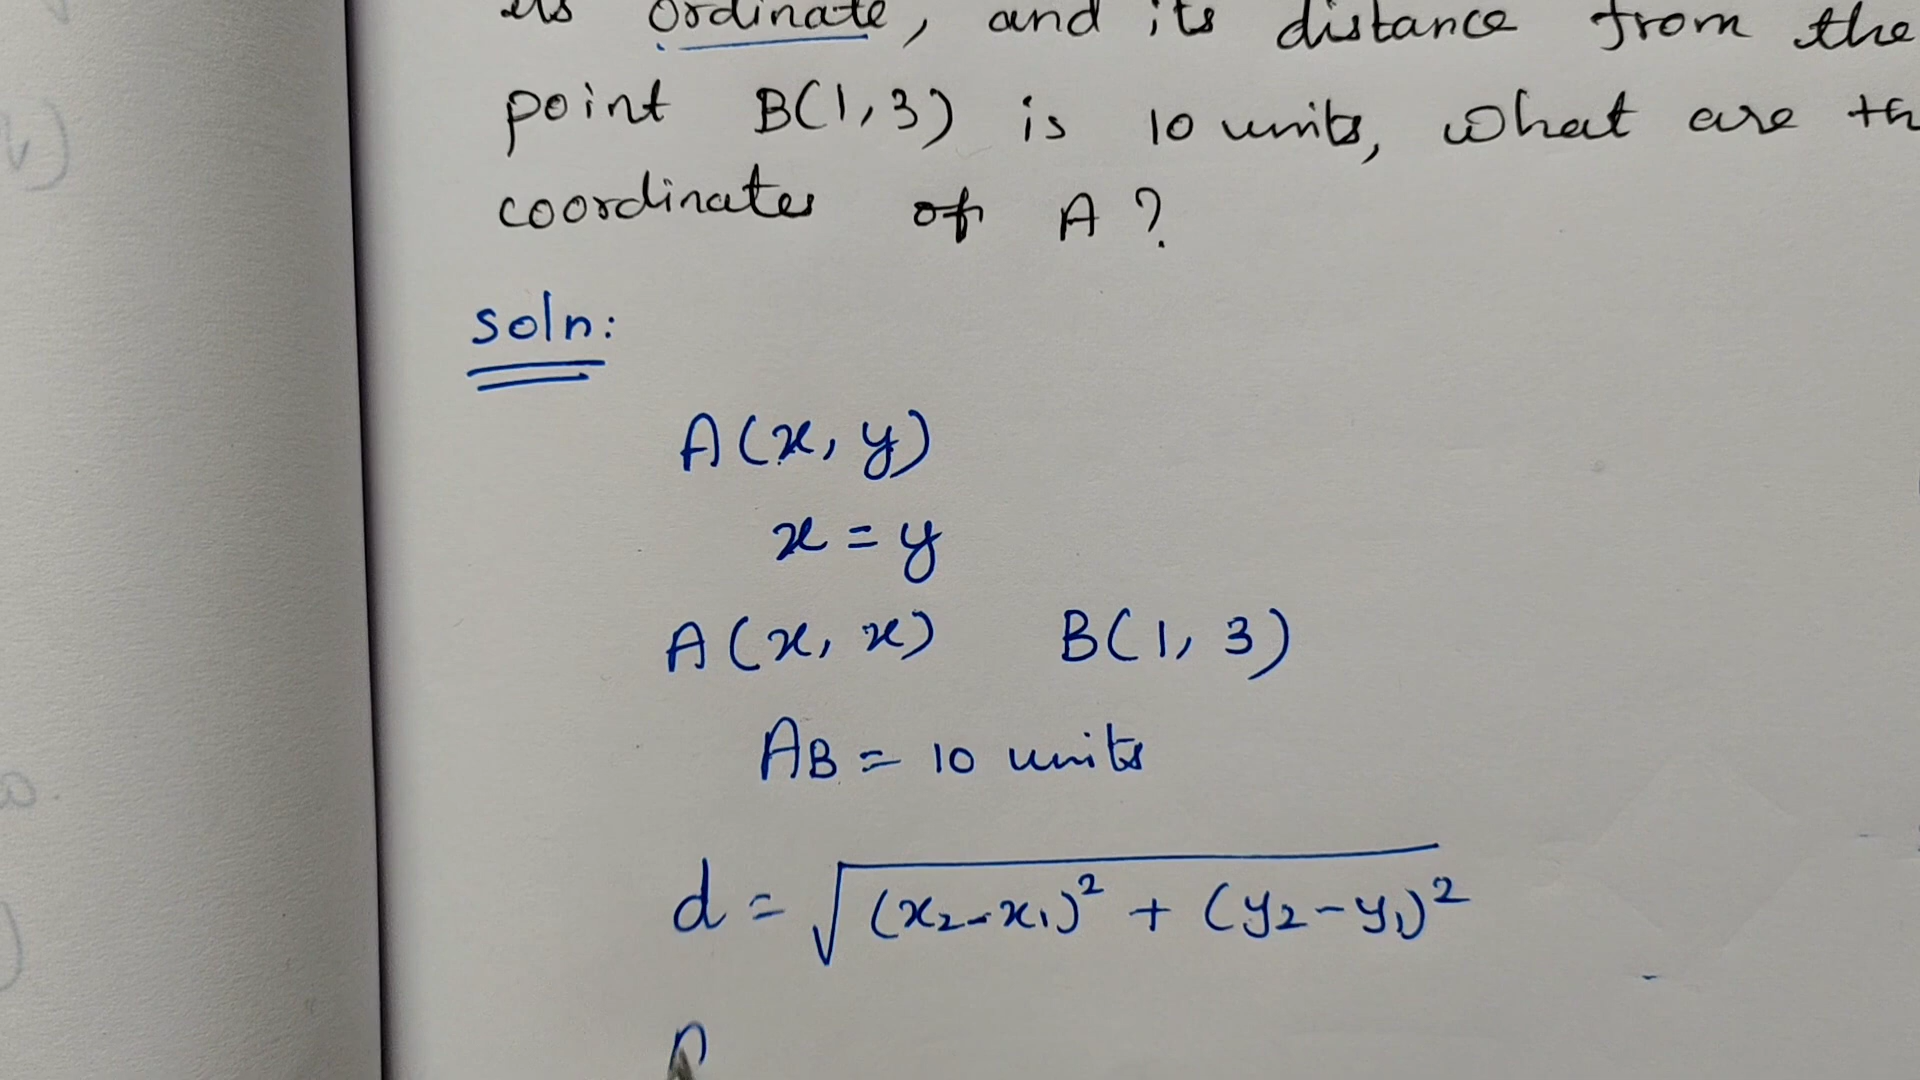 its ordinate, and its distance from the
point B(1,3) is 10 units, what are th
coordinates of A?
soln:
A(x, y)
x = y
A(x, x) B(1, 3)
AB = 10 units
d = √(x₂-x₁)² + (y₂-y₁)²